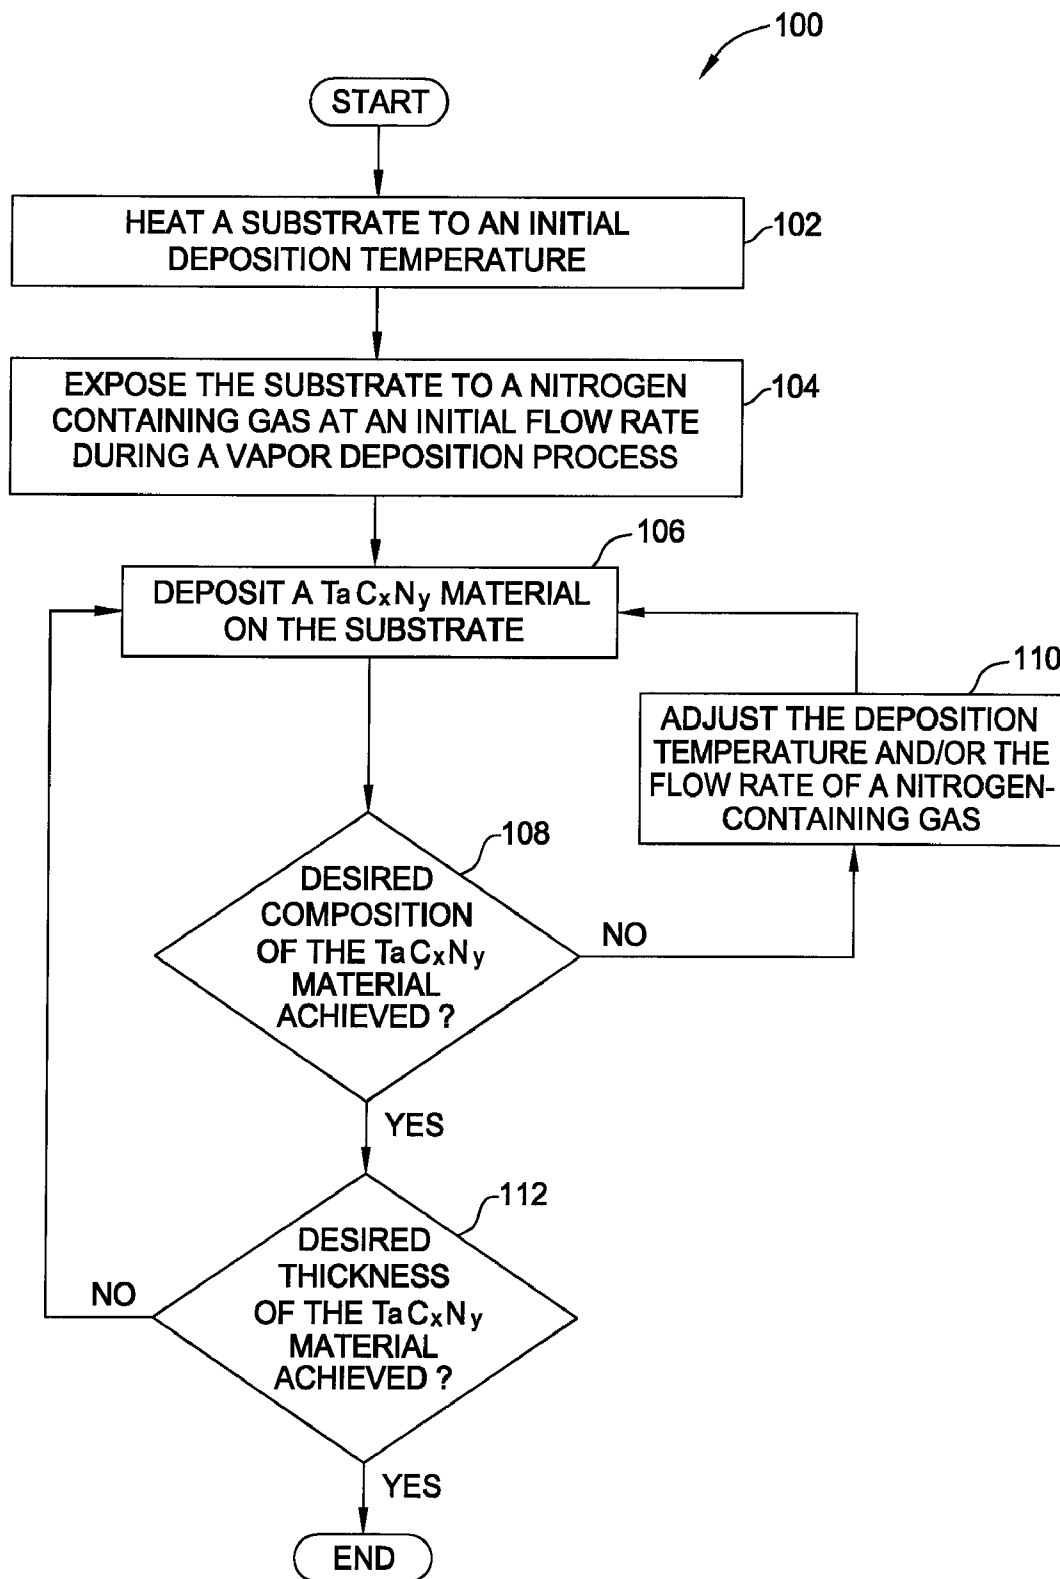 100
START
HEAT A SUBSTRATE TO AN INITIAL
DEPOSITION TEMPERATURE
102
EXPOSE THE SUBSTRATE TO A NITROGEN
CONTAINING GAS AT AN INITIAL FLOW RATE
DURING A VAPOR DEPOSITION PROCESS
104
106
DEPOSIT A TaCxNy MATERIAL
ON THE SUBSTRATE
110
ADJUST THE DEPOSITION
TEMPERATURE AND/OR THE
FLOW RATE OF A NITROGEN-
CONTAINING GAS
108
DESIRED
COMPOSITION
OF THE TaCxNy
MATERIAL
ACHIEVED ?
NO
YES
112
DESIRED
THICKNESS
OF THE TaCxNy
MATERIAL
ACHIEVED ?
NO
YES
END